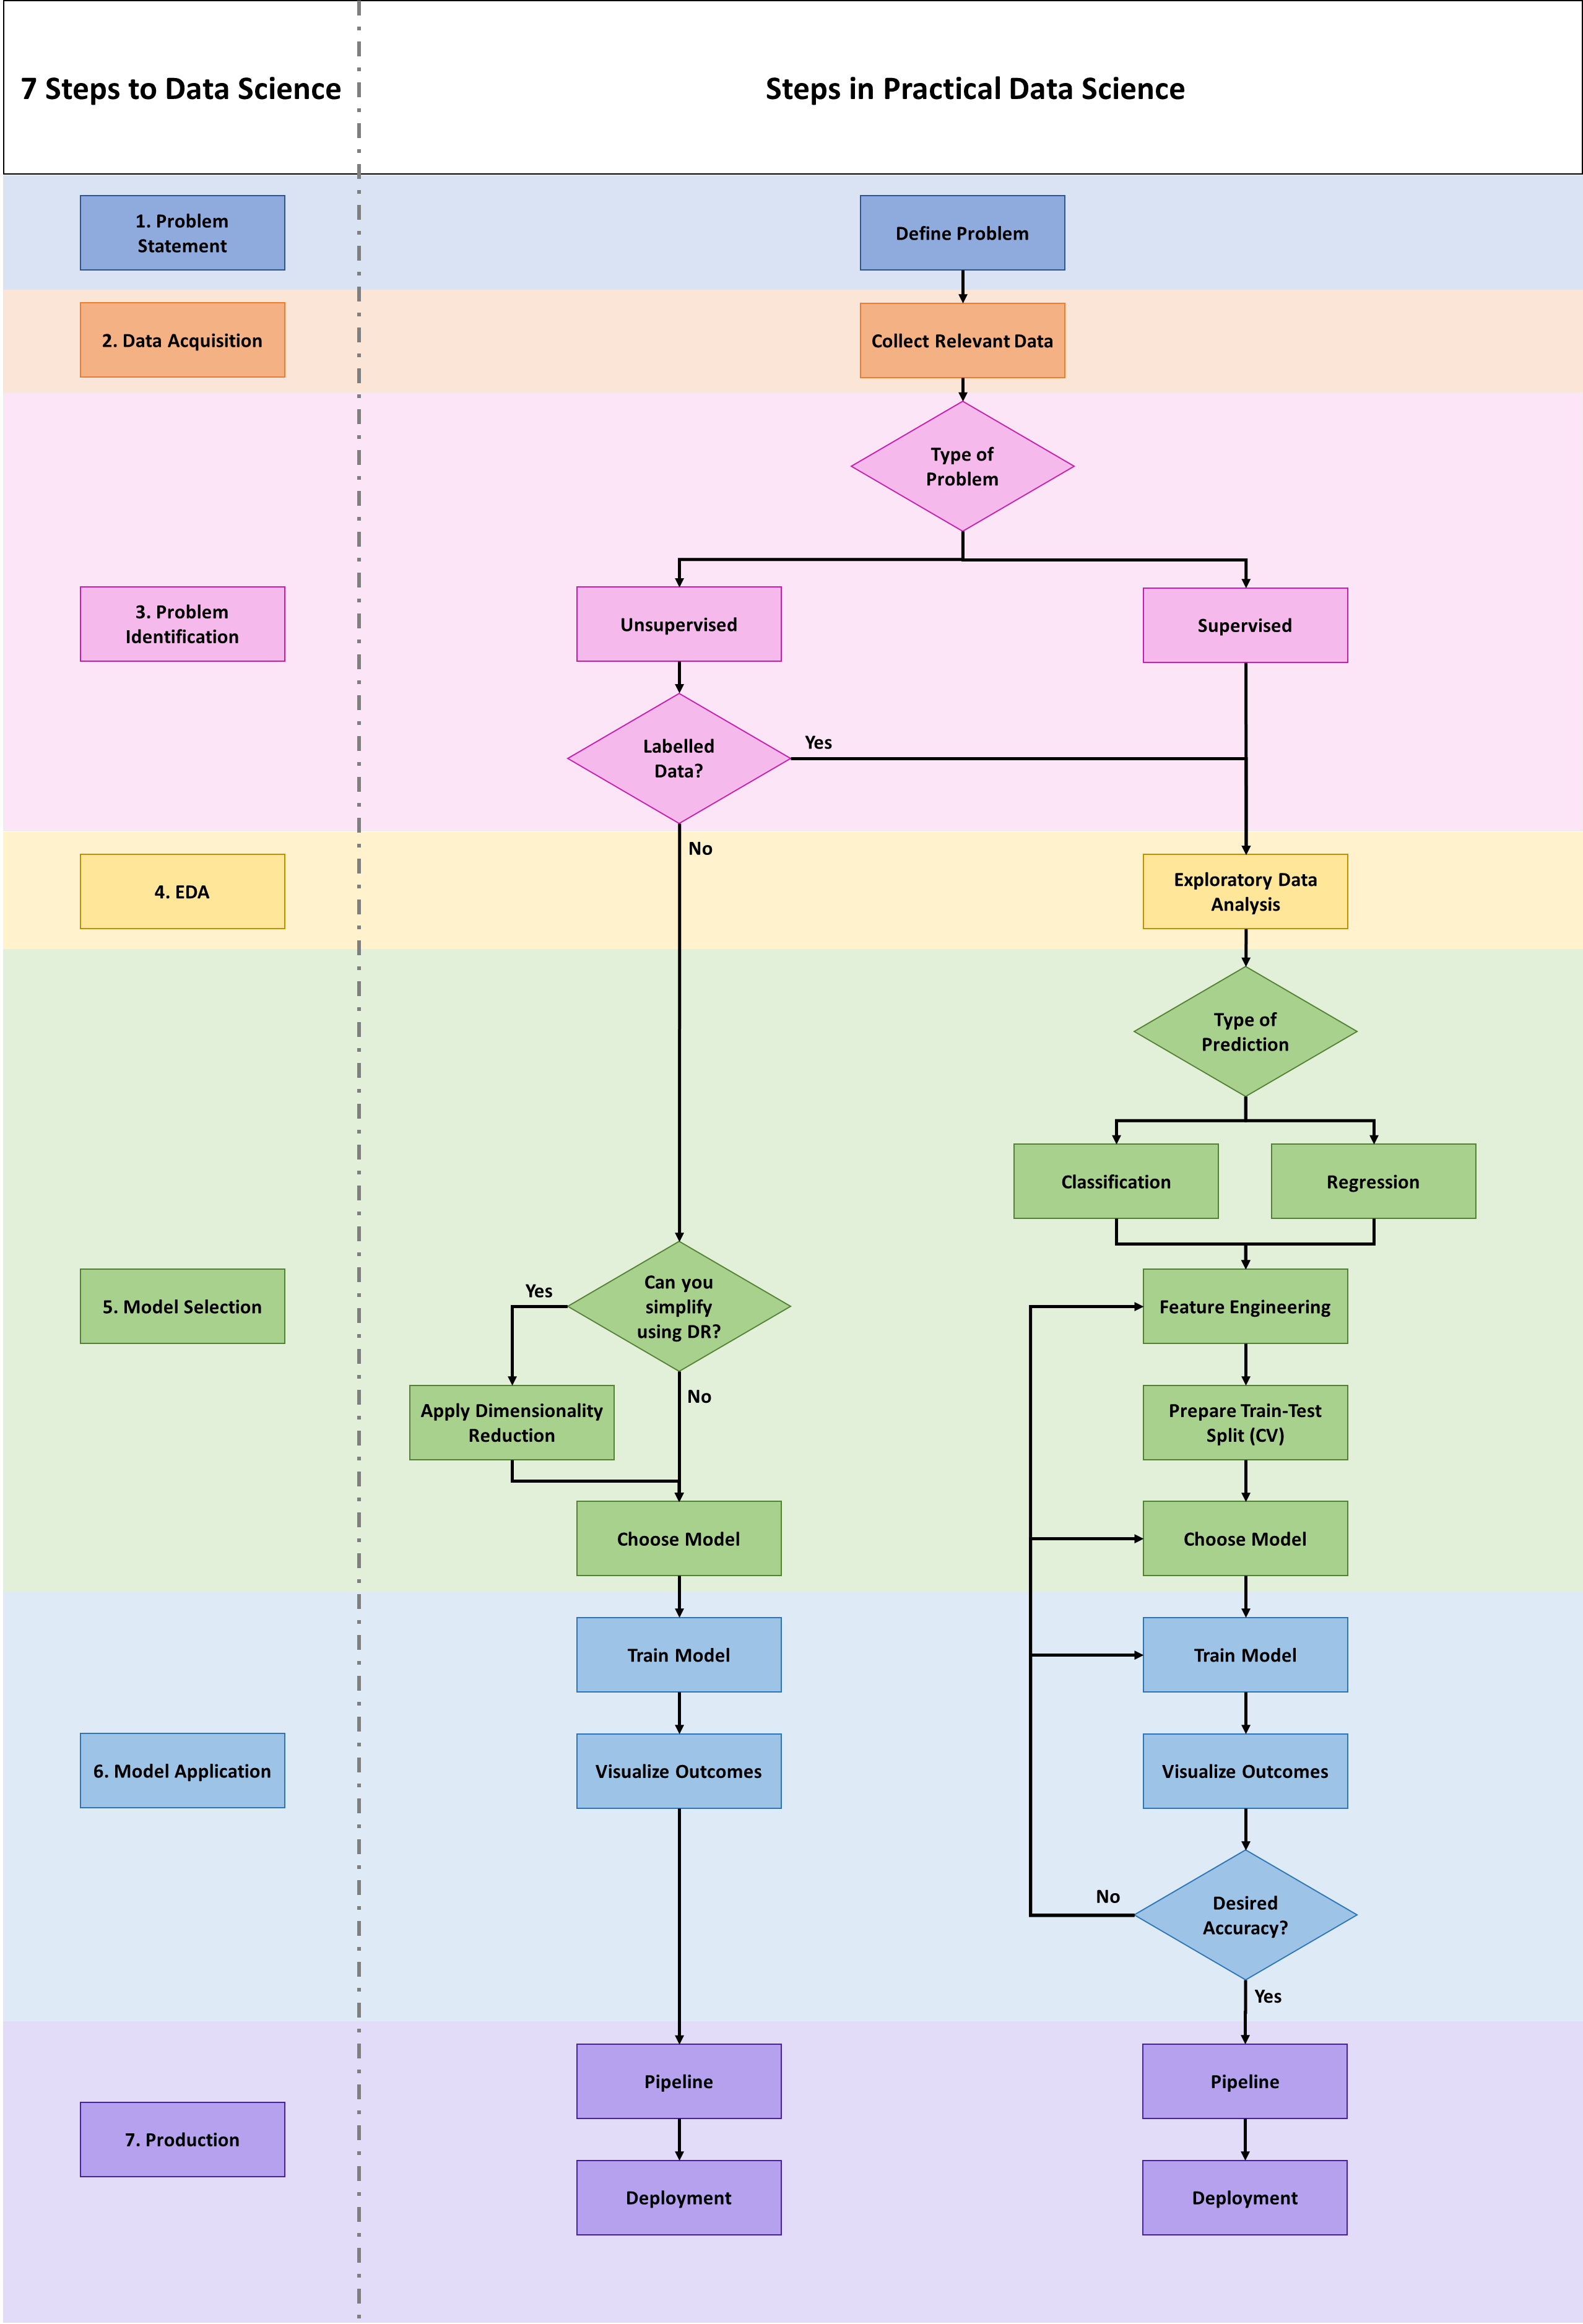 7 Steps to Data Science
Steps in Practical Data Science
1. Problem
Statement
Define Problem
2. Data Acquisition
Collect Relevant Data
Type of
Problem
3. Problem
Identification
Unsupervised
Supervised
Labelled
Data?
Yes
No
4. EDA
Exploratory Data
Analysis
Type of
Prediction
Classification
Regression
5. Model Selection
Yes
Can you
simplify
using DR?
No
Feature Engineering
Apply Dimensionality
Reduction
Prepare Train-Test
Split (CV)
Choose Model
Choose Model
Train Model
Train Model
6. Model Application
Visualize Outcomes
Visualize Outcomes
No
Desired
Accuracy?
Yes
7. Production
Pipeline
Pipeline
Deployment
Deployment